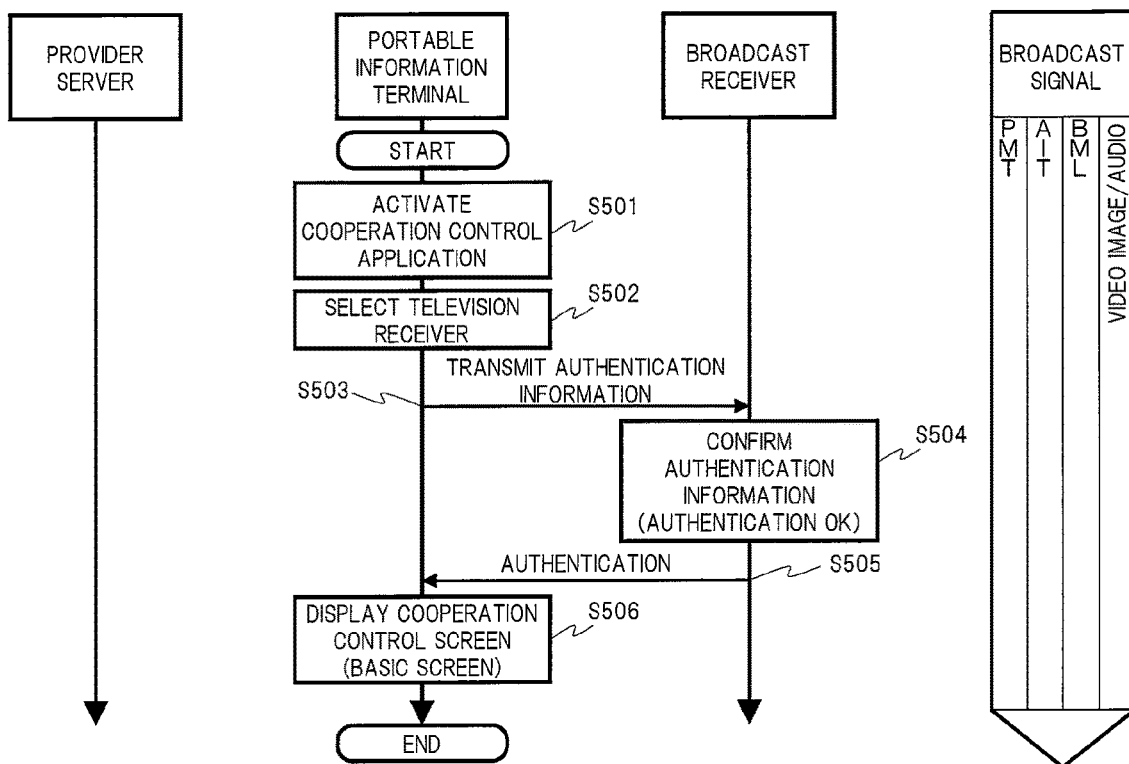 PROVIDER
SERVER
PORTABLE
INFORMATION
TERMINAL
BROADCAST
RECEIVER
BROADCAST
SIGNAL
PMT
AIT
BML
VIDEO IMAGE/AUDIO
START
ACTIVATE
COOPERATION CONTROL
APPLICATION
S501
SELECT TELEVISION
RECEIVER
S502
TRANSMIT AUTHENTICATION
INFORMATION
S503
CONFIRM
AUTHENTICATION
INFORMATION
(AUTHENTICATION OK)
S504
AUTHENTICATION
S505
DISPLAY COOPERATION
CONTROL SCREEN
(BASIC SCREEN)
S506
END